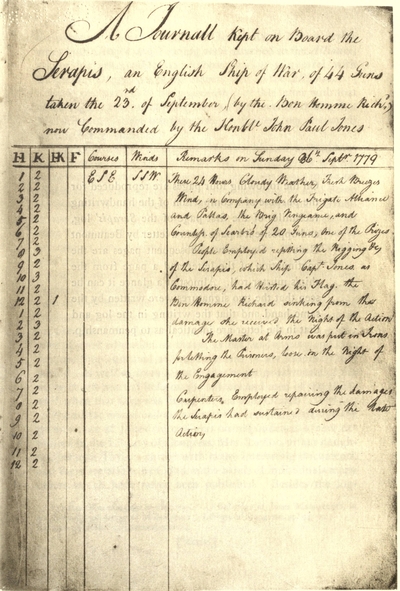 A Journall Kept on Board the
Serapis, an English Ship of War, of 44 Guns
taken the 23.rd of September, (by the Bon Homme Richd.)
now Commanded by the Honble. John Paul Jones
H K HK F Courses Winds Remarks on Sunday 26th Septr. 1779
1 2 ESE SSW These 24 Hours, Cloudy Weather, Fresh Breezes
2 2 Wind, in Company with the Frigate Alliance
3 2 and Pallas, the Brig Vengeance, and
4 2 Countess of Scarbro' of 20 Guns, One of the Prizes
5 2
6 2 People Employed repairing the Rigging &c
7 2 of the Serapis, which Ship Capt. Jones as
8 3 Commodore, had Hoisted his Flag, the
9 2 Bon Homme Richard sinking from the
10 3 damage she received the Night of the Action
11 2 The Master at Arms was put in Irons
12 2 1 for letting the Prisoners, loose on the Night of
1 2 the Engagement
2 3 Carpenters, Employed repairing the damages
3 2 the Serapis had sustained during the
4 2 Action
5 2
6 2
7 2
8 2
9 2
10 2
11 2
12 2